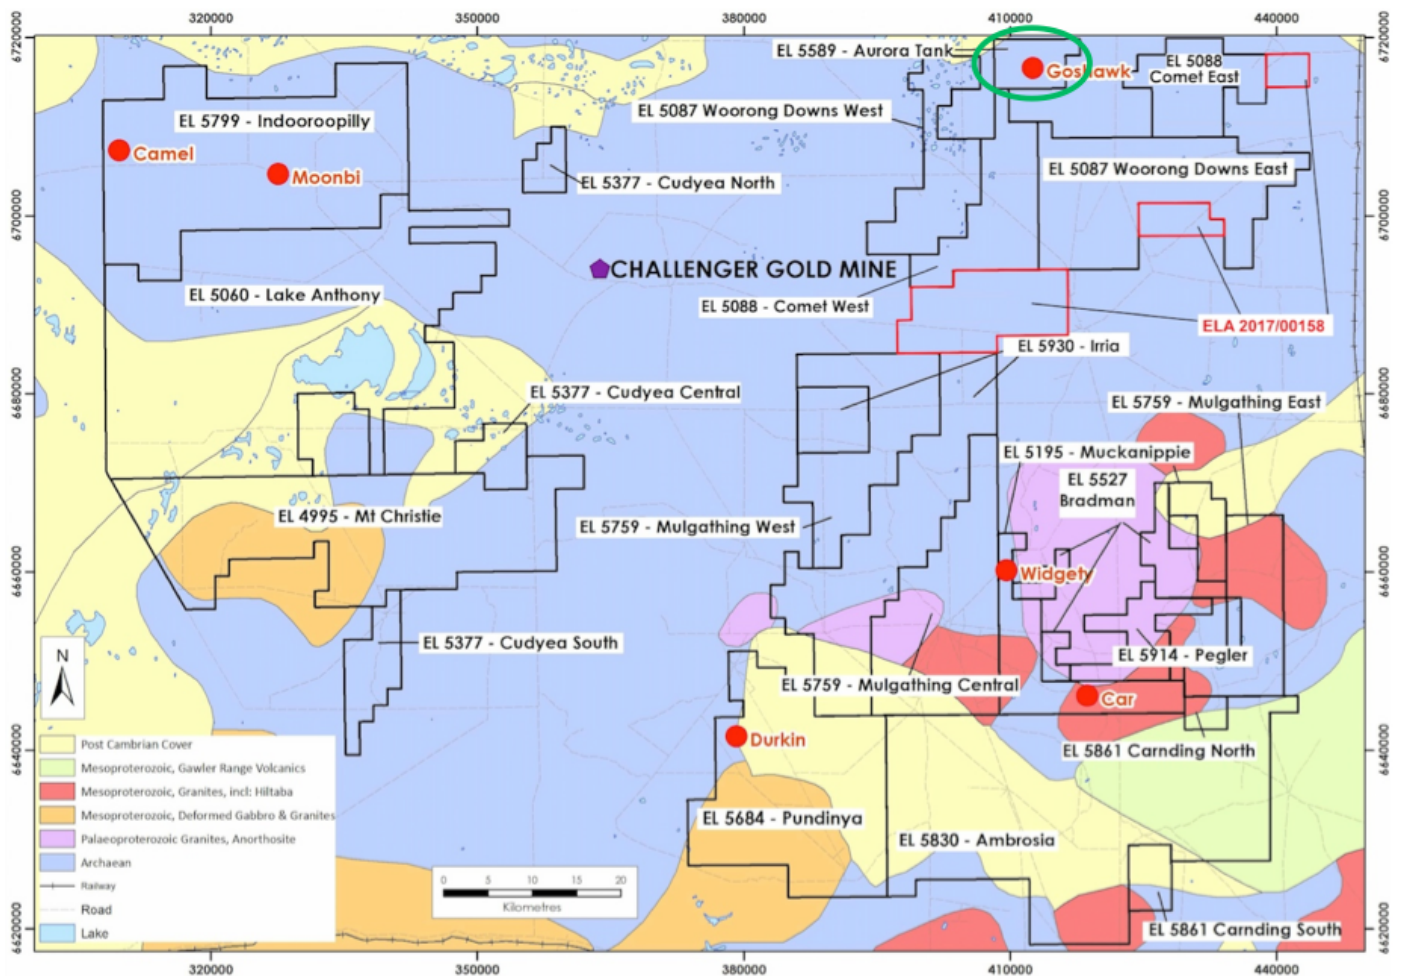 320000
350000
380000
410000
440000
6720000
6720000
EL 5589 - Aurora Tank
Goshawk
EL 5088
Comet East
EL 5799 - Indooroopilly
EL 5087 Woorong Downs West
Camel
Moonbi
EL 5377 - Cudyea North
EL 5087 Woorong Downs East
6700000
6700000
CHALLENGER GOLD MINE
EL 5060 - Lake Anthony
EL 5088 - Comet West
ELA 2017/00158
EL 5930 - Irria
6680000
6680000
EL 5377 - Cudyea Central
EL 5759 - Mulgathing East
EL 5195 - Muckanippie
EL 5527
Bradman
EL 4995 - Mt Christie
EL 5759 - Mulgathing West
6660000
6660000
Widgety
EL 5377 - Cudyea South
EL 5914 - Pegler
N
EL 5759 - Mulgathing Central
Car
Durkin
EL 5861 Carnding North
6640000
6640000
Post Cambrian Cover
Mesoproterozoic, Gawler Range Volcanics
Mesoproterozoic, Granites, incl: Hiltaba
Mesoproterozoic, Deformed Gabbro & Granites
Palaeoproterozoic Granites, Anorthosite
Archaean
Railway
Road
Lake
EL 5684 - Pundinya
EL 5830 - Ambrosia
0 5 10 15 20
Kilometres
EL 5861 Carnding South
6620000
6620000
320000
350000
380000
410000
440000